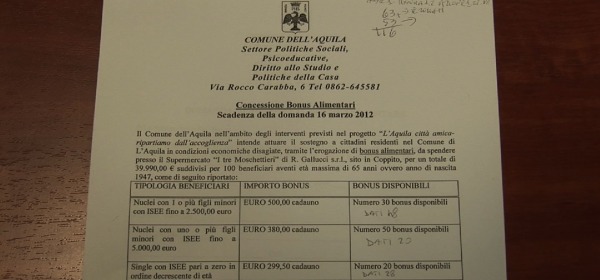 63
52
116
COMUNE DELL'AQUILA
Settore Politiche Sociali,
Psicoeducative,
Diritto allo Studio e
Politiche della Casa
Via Rocco Carabba, 6 Tel 0862-645581
Concessione Bonus Alimentari
Scadenza della domanda 16 marzo 2012
Il Comune dell'Aquila nell'ambito degli interventi previsti nel progetto "L'Aquila città amica-
ripartiamo dall'accoglienza" intende attuare il sostegno a cittadini residenti nel Comune di
L'Aquila in condizioni economiche disagiate, tramite l'erogazione di bonus alimentari, da spendere
presso il Supermercato "I tre Moschettieri" di R. Gallucci s.r.l., sito in Coppito, per un totale di
39.990,00 € suddivisi per 100 beneficiari aventi età massima di 65 anni ovvero anno di nascita
1947, come di seguito riportato:
TIPOLOGIA BENEFICIARI IMPORTO BONUS BONUS DISPONIBILI
Nuclei con 1 o più figli minori EURO 500,00 cadauno Numero 30 bonus disponibili
con ISEE fino a 2.500,00 euro DATI
Nuclei con uno o più figli EURO 380,00 cadauno Numero 50 bonus disponibili
minori con ISEE fino a DATI 20
5.000,00 euro
Single con ISEE pari a zero in EURO 299,50 cadauno Numero 20 bonus disponibili
ordine decrescente di età DATI